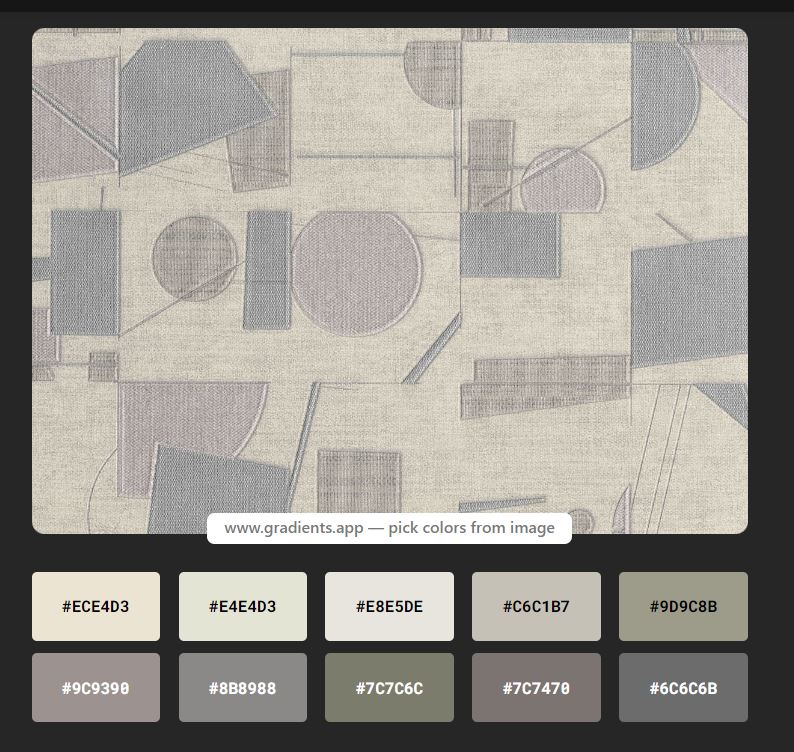 www.gradients.app — pick colors from image
#ECE4D3
#E4E4D3
#E8E5DE
#C6C1B7
#9D9C8B
#9C9390
#8B8988
#7C7C6C
#7C7470
#6C6C6B